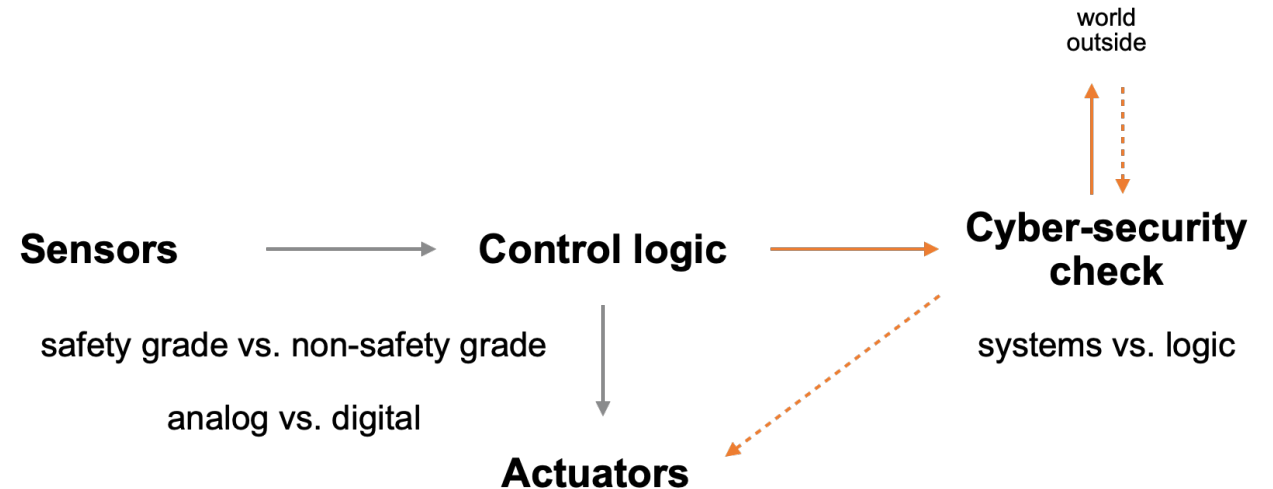 world
outside
Sensors
Control logic
Cyber-security
check
safety grade vs. non-safety grade
systems vs. logic
analog vs. digital
Actuators